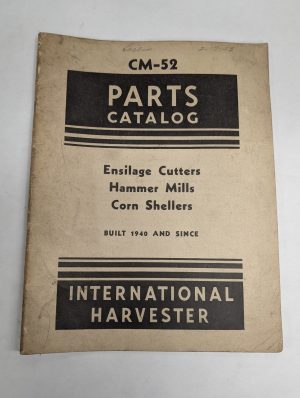 CM-52
PARTS
CATALOG
Ensilage Cutters
Hammer Mills
Corn Shellers
BUILT 1940 AND SINCE
INTERNATIONAL
HARVESTER